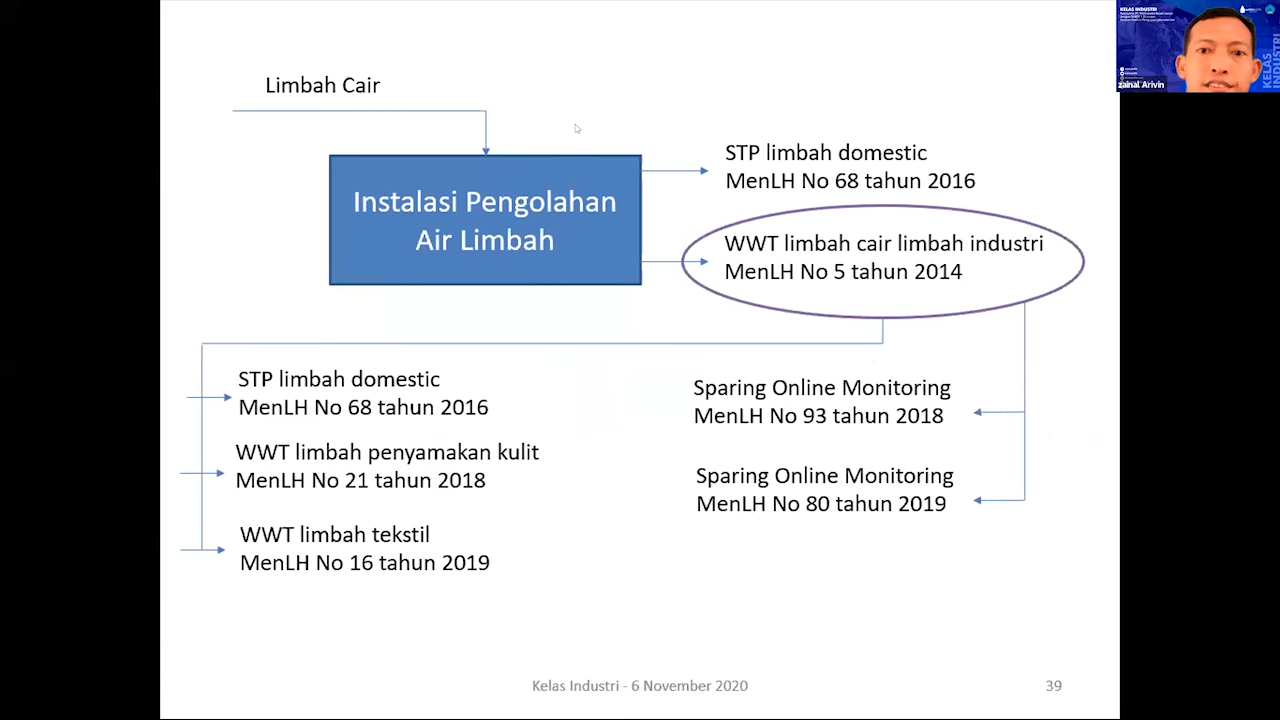 Limbah Cair
Instalasi Pengolahan
Air Limbah
STP limbah domestic
MenLH No 68 tahun 2016
WWT limbah cair limbah industri
MenLH No 5 tahun 2014
STP limbah domestic
MenLH No 68 tahun 2016
WWT limbah penyamakan kulit
MenLH No 21 tahun 2018
WWT limbah tekstil
MenLH No 16 tahun 2019
Sparing Online Monitoring
MenLH No 93 tahun 2018
Sparing Online Monitoring
MenLH No 80 tahun 2019
Kelas Industri - 6 November 2020
39
KELAS INDUSTRI
zainal Arivin
KELAS
INDUSTRI